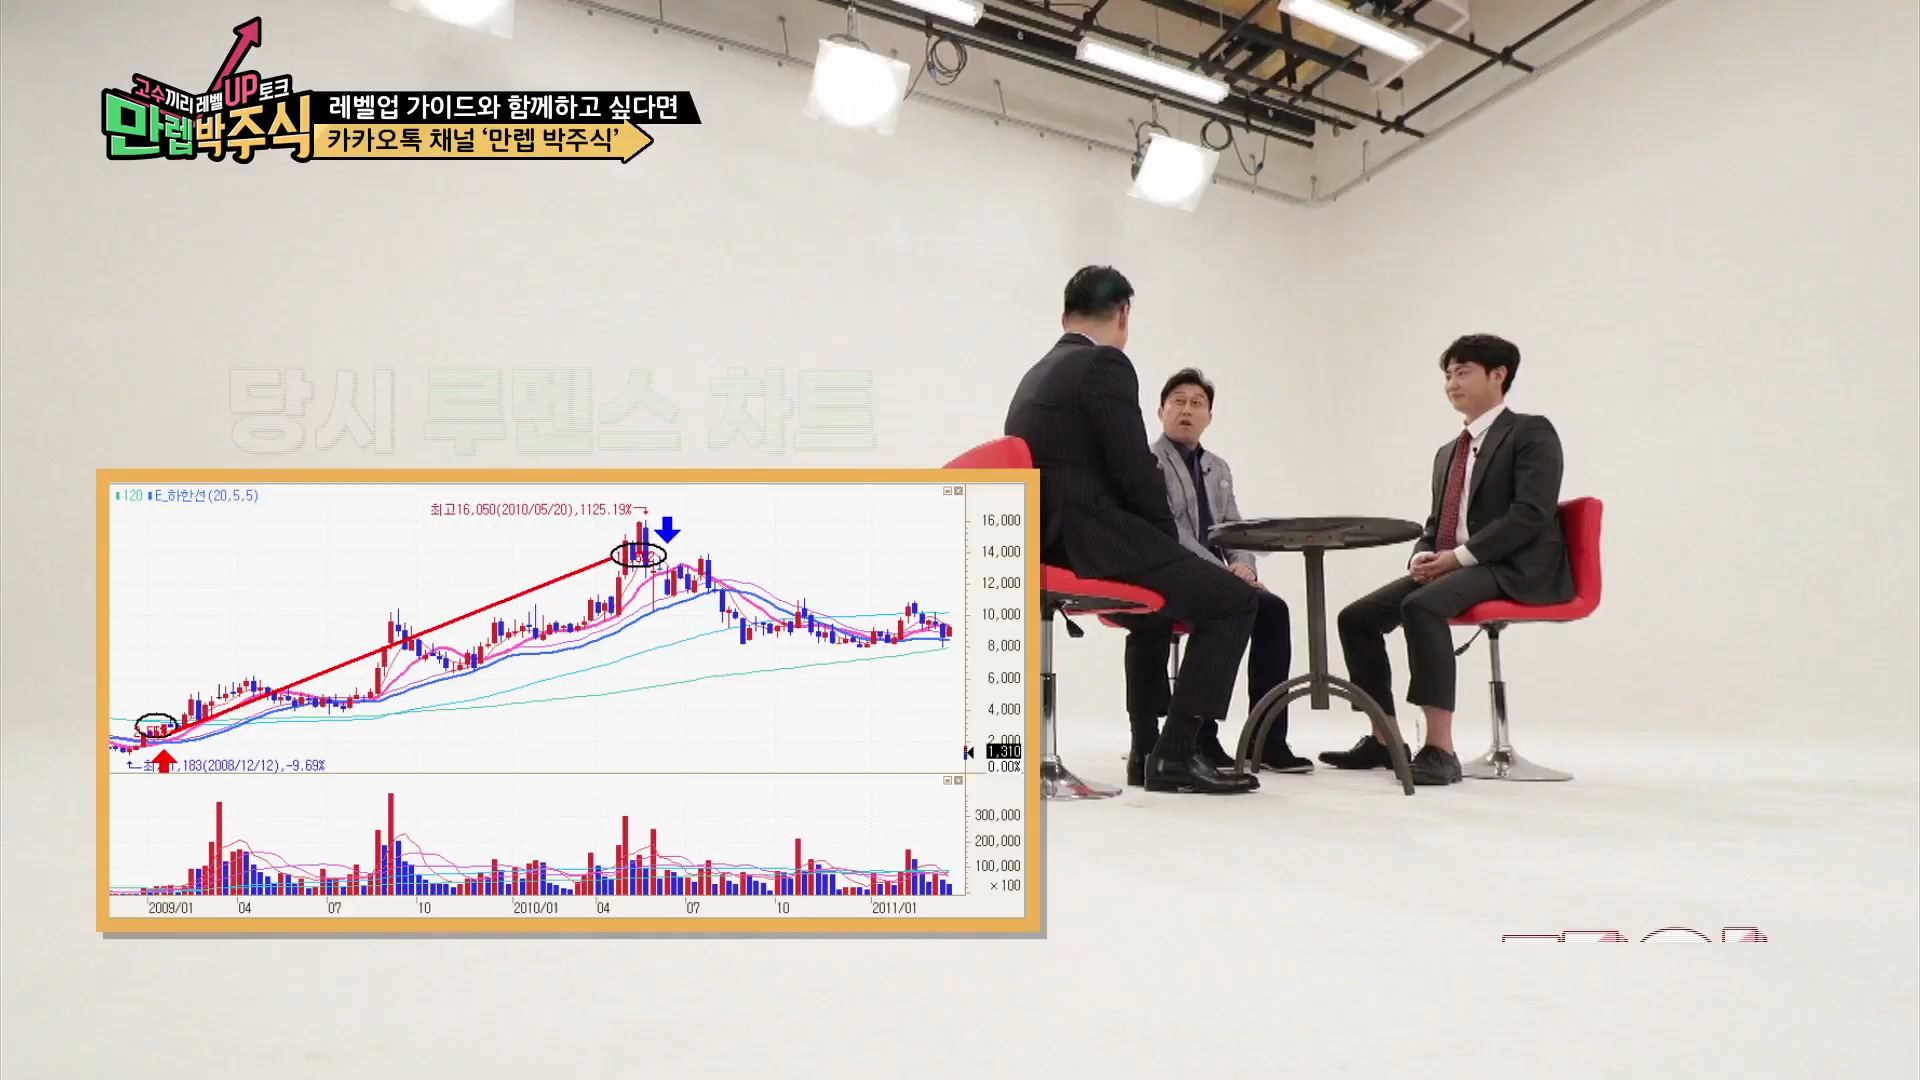 고수끼리 레벨UP토크
만렙박주식
레벨업 가이드와 함께하고 싶다면
카카오톡 채널 ‘만렙 박주식’
당시 루멘스 차트
120 E_하한선(20,5,5)
최고16,050(2010/05/20),1125.19%
16,000
14,000
12,000
10,000
8,000
6,000
4,000
2,000
1,310
0.00%
183(2008/12/12),-9.69%
300,000
200,000
100,000
×100
2009/01 04 07 10 2010/01 04 07 10 2011/01